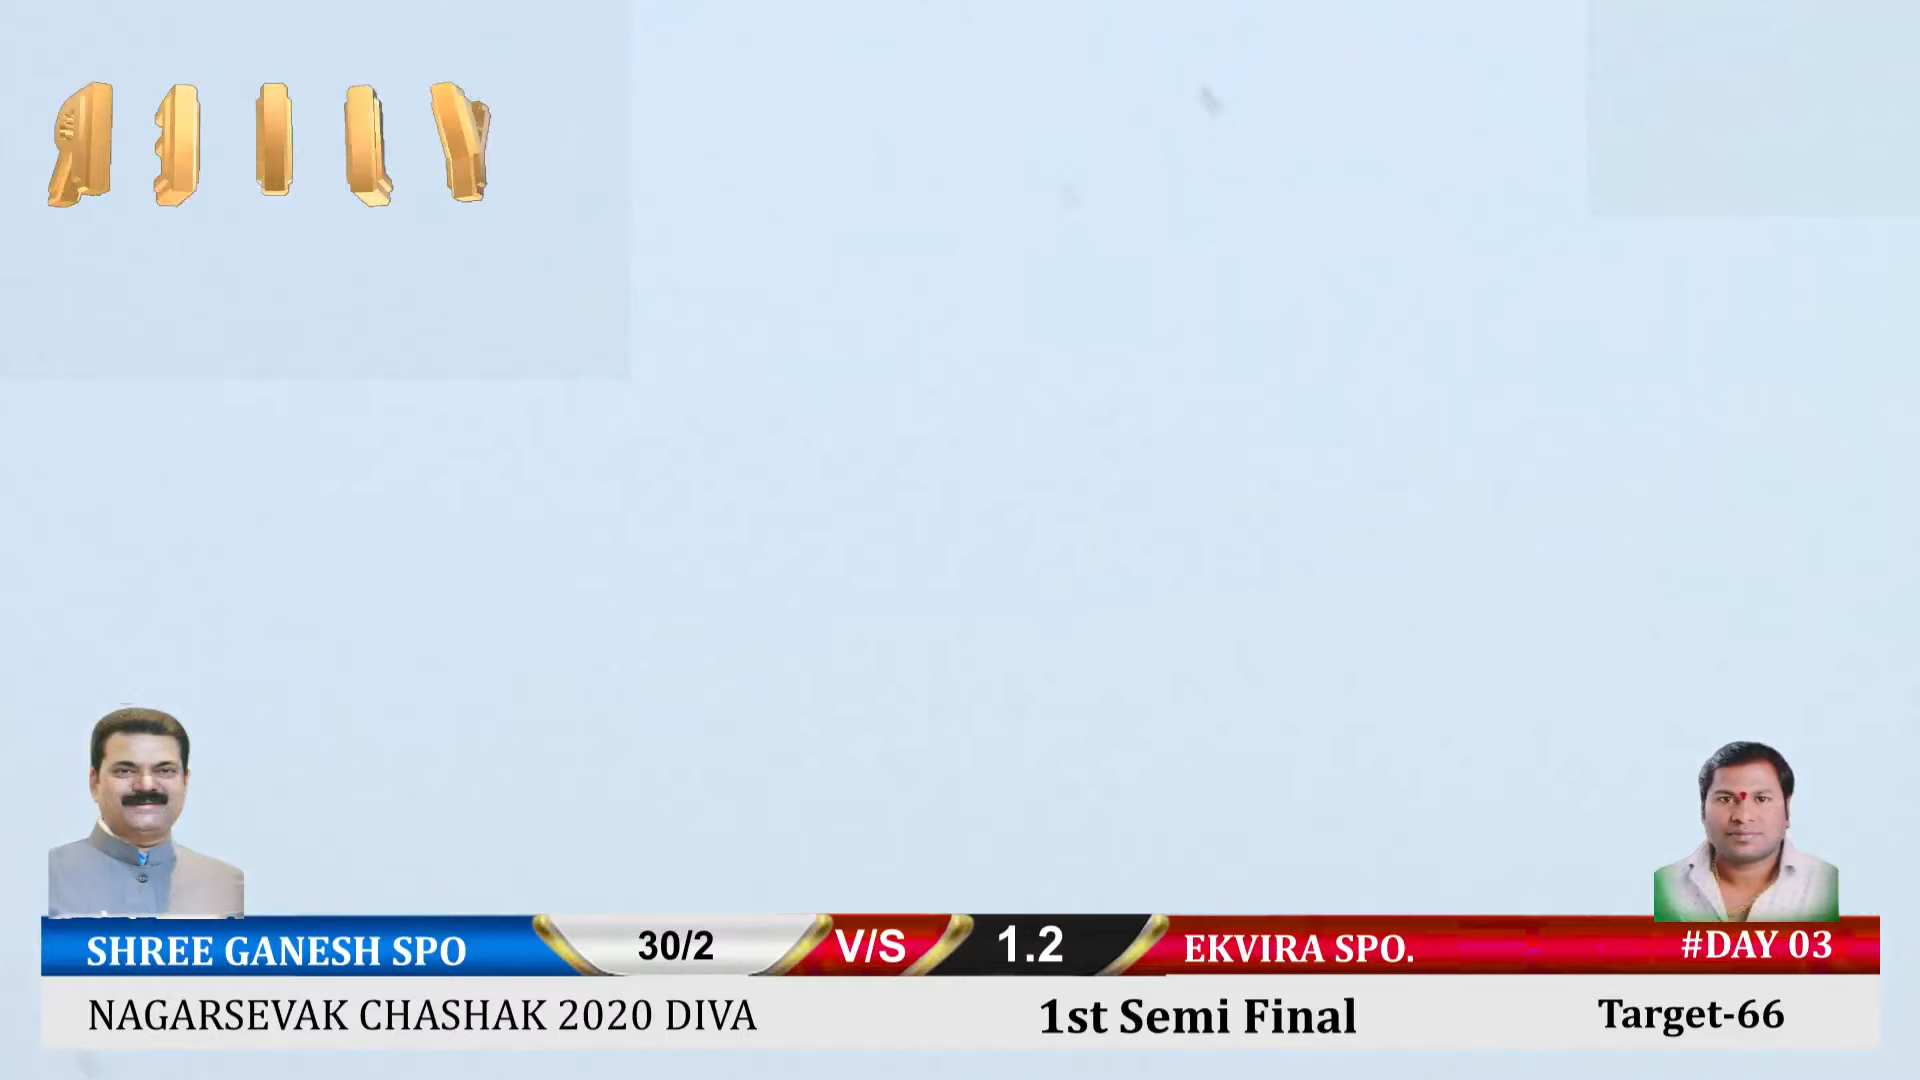 SHREE GANESH SPO 30/2 V/S 1.2 EKVIRA SPO. #DAY 03
NAGARSEVAK CHASHAK 2020 DIVA 1st Semi Final Target-66